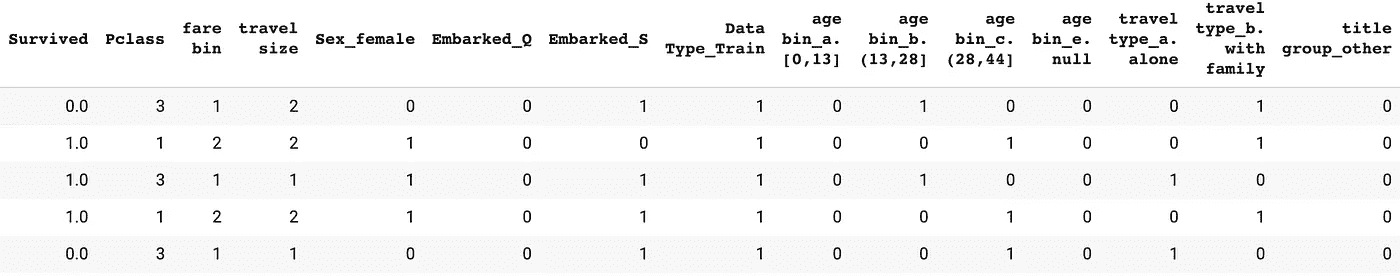 Survived Pclass fare bin travel size Sex_female Embarked_Q Embarked_S Data Type_Train age bin_a. [0,13] age bin_b. (13,28] age bin_c. (28,44] age bin_e. null travel type_a. alone travel type_b. with family title group_other
0.0 3 1 2 0 0 1 1 0 1 0 0 0 1 0
1.0 1 2 2 1 0 0 1 0 0 1 0 0 1 0
1.0 3 1 1 1 0 1 1 0 1 0 0 1 0 0
1.0 1 2 2 1 0 1 1 0 0 1 0 0 1 0
0.0 3 1 1 0 0 1 1 0 0 1 0 1 0 0